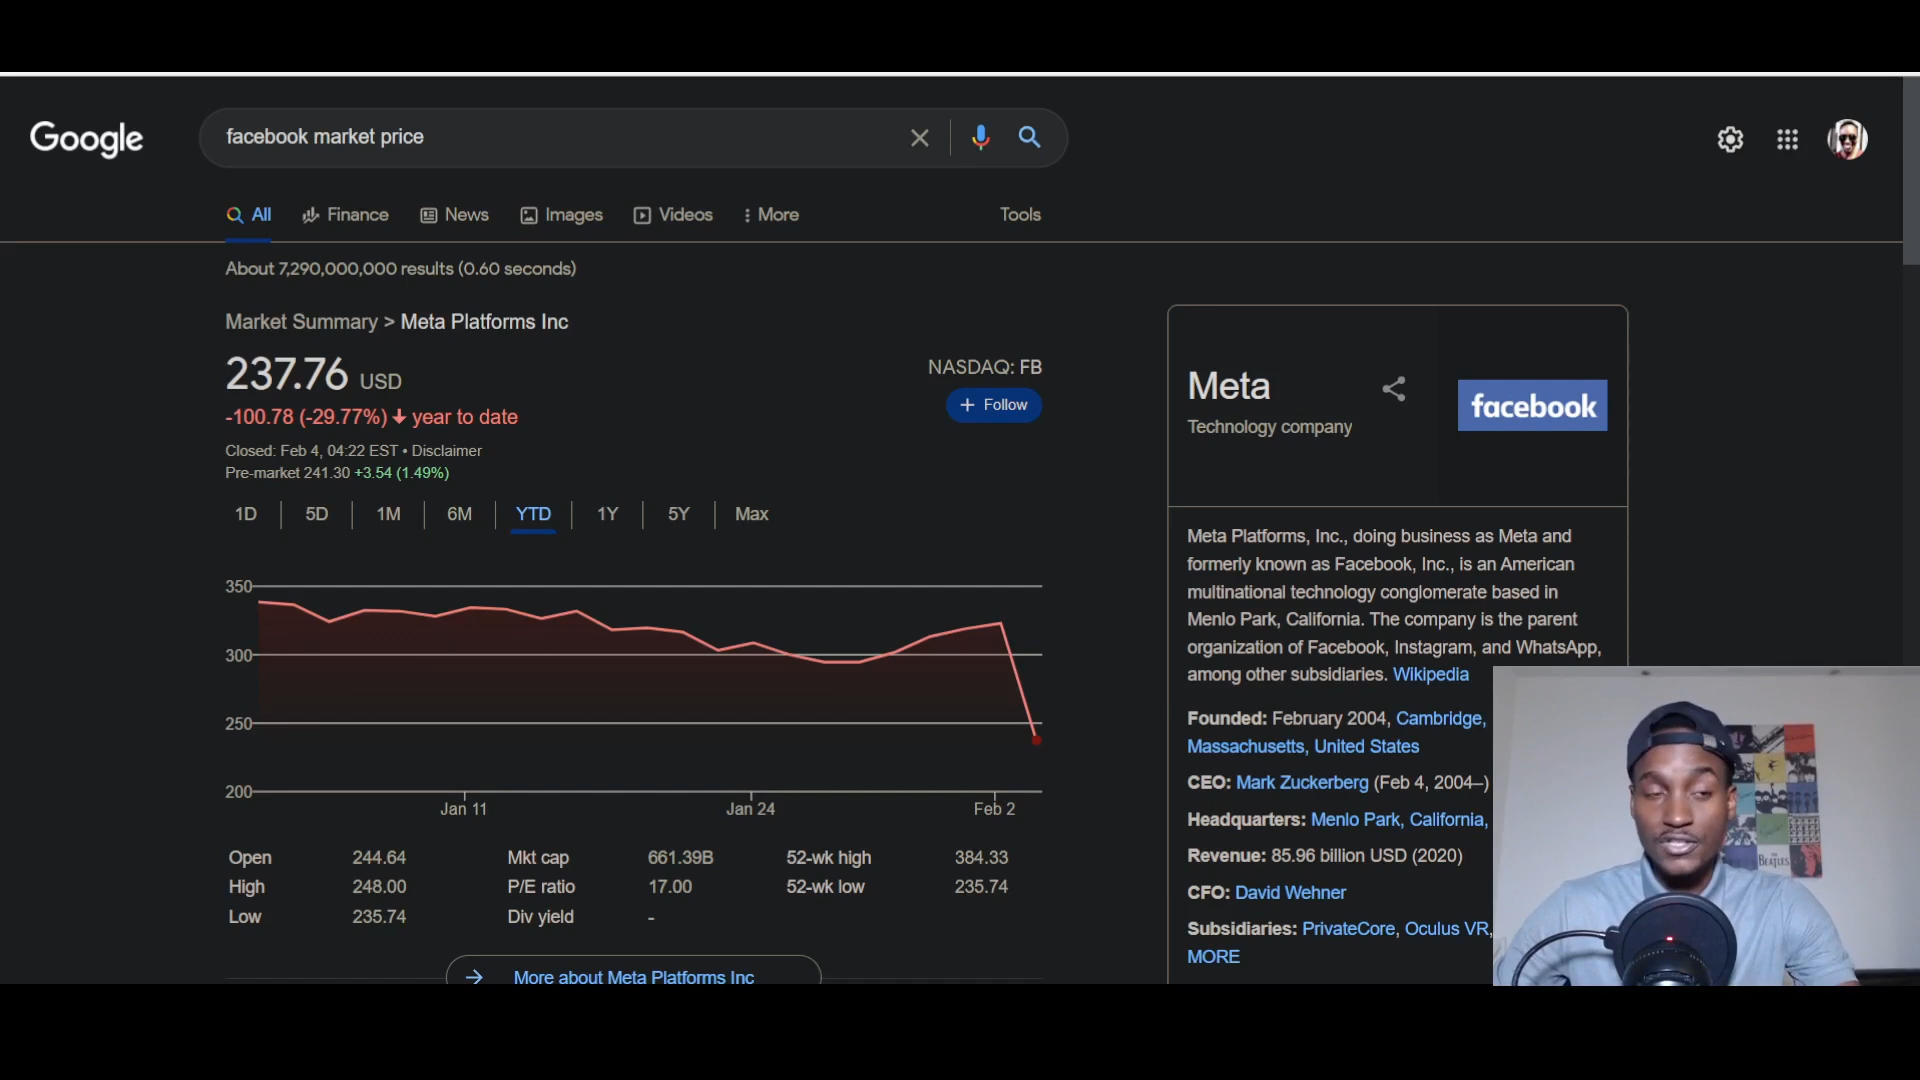 Google
facebook market price
All
Finance
News
Images
Videos
More
Tools
About 7,290,000,000 results (0.60 seconds)
Market Summary > Meta Platforms Inc
237.76 USD
-100.78 (-29.77%) year to date
Closed: Feb 4, 04:22 EST • Disclaimer
Pre-market 241.30 +3.54 (1.49%)
NASDAQ: FB
+ Follow
1D
5D
1M
6M
YTD
1Y
5Y
Max
350
300
250
200
Jan 11
Jan 24
Feb 2
Open 244.64 Mkt cap 661.39B 52-wk high 384.33
High 248.00 P/E ratio 17.00 52-wk low 235.74
Low 235.74 Div yield -
More about Meta Platforms Inc
Meta
Technology company
facebook
Meta Platforms, Inc., doing business as Meta and
formerly known as Facebook, Inc., is an American
multinational technology conglomerate based in
Menlo Park, California. The company is the parent
organization of Facebook, Instagram, and WhatsApp,
among other subsidiaries. Wikipedia
Founded: February 2004, Cambridge,
Massachusetts, United States
CEO: Mark Zuckerberg (Feb 4, 2004–)
Headquarters: Menlo Park, California,
Revenue: 85.96 billion USD (2020)
CFO: David Wehner
Subsidiaries: PrivateCore, Oculus VR,
MORE
THE
BEATLES